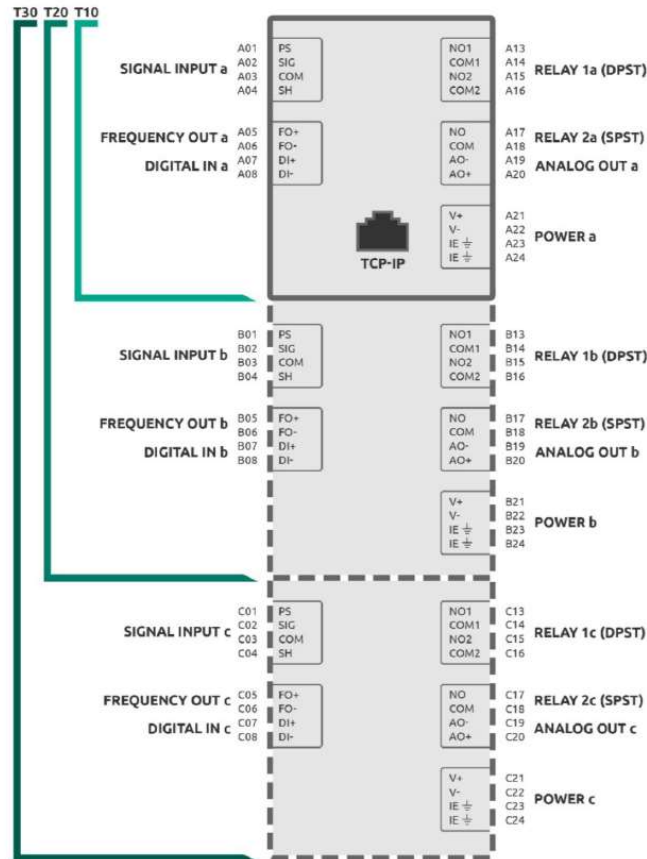 T30 T20 T10
SIGNAL INPUT a
A01 PS
A02 SIG
A03 COM
A04 SH
NO1 A13
COM1 A14
NO2 A15
COM2 A16
RELAY 1a (DPST)
FREQUENCY OUT a
DIGITAL IN a
A05 FO+
A06 FO-
A07 DI+
A08 DI-
NO A17
COM A18
AO- A19
AO+ A20
RELAY 2a (SPST)
ANALOG OUT a
TCP-IP
V+ A21
V- A22
IE A23
IE A24
POWER a
SIGNAL INPUT b
B01 PS
B02 SIG
B03 COM
B04 SH
NO1 B13
COM1 B14
NO2 B15
COM2 B16
RELAY 1b (DPST)
FREQUENCY OUT b
DIGITAL IN b
B05 FO+
B06 FO-
B07 DI+
B08 DI-
NO B17
COM B18
AO- B19
AO+ B20
RELAY 2b (SPST)
ANALOG OUT b
V+ B21
V- B22
IE B23
IE B24
POWER b
SIGNAL INPUT c
C01 PS
C02 SIG
C03 COM
C04 SH
NO1 C13
COM1 C14
NO2 C15
COM2 C16
RELAY 1c (DPST)
FREQUENCY OUT c
DIGITAL IN c
C05 FO+
C06 FO-
C07 DI+
C08 DI-
NO C17
COM C18
AO- C19
AO+ C20
RELAY 2c (SPST)
ANALOG OUT c
V+ C21
V- C22
IE C23
IE C24
POWER c